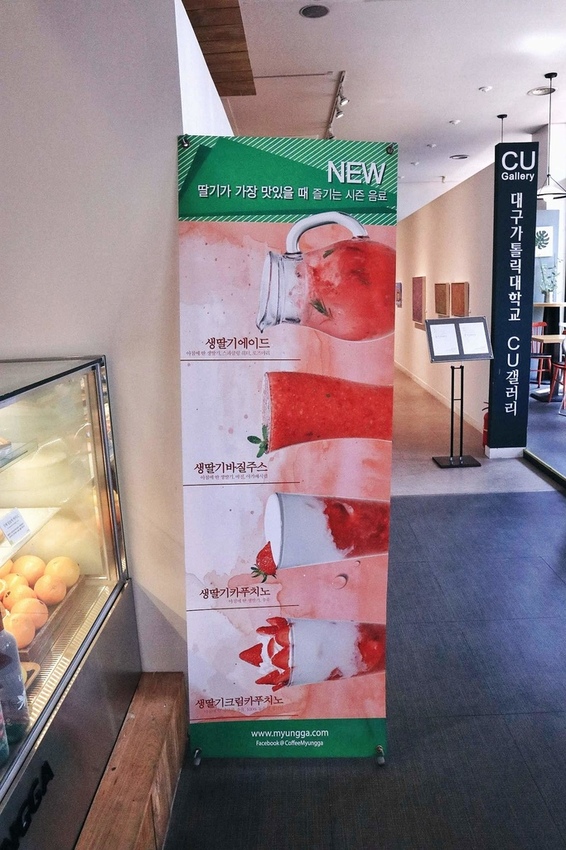 NEW
딸기가 가장 맛있을 때 즐기는 시즌 음료
생딸기에이드
생딸기바질주스
생딸기카푸치노
생딸기크림카푸치노
www.myungga.com
Facebook@CoffeeMyungga
CU
Gallery
대구가톨릭대학교 CU갤러리